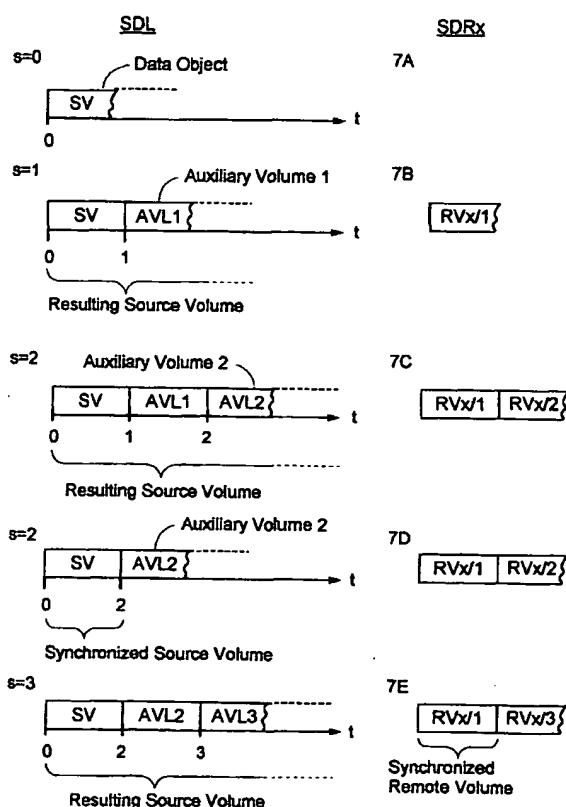 SDL SDRx
s=0 Data Object 7A
SV t
0
s=1 Auxiliary Volume 1 7B
SV AVL1 t RVx/1
0 1
Resulting Source Volume
s=2 Auxiliary Volume 2 7C
SV AVL1 AVL2 t RVx/1 RVx/2
0 1 2
Resulting Source Volume
s=2 Auxiliary Volume 2 7D
SV AVL2 t RVx/1 RVx/2
0 2
Synchronized Source Volume
s=3 7E
SV AVL2 AVL3 t RVx/1 RVx/3
0 2 3
Synchronized
Remote Volume
Resulting Source Volume